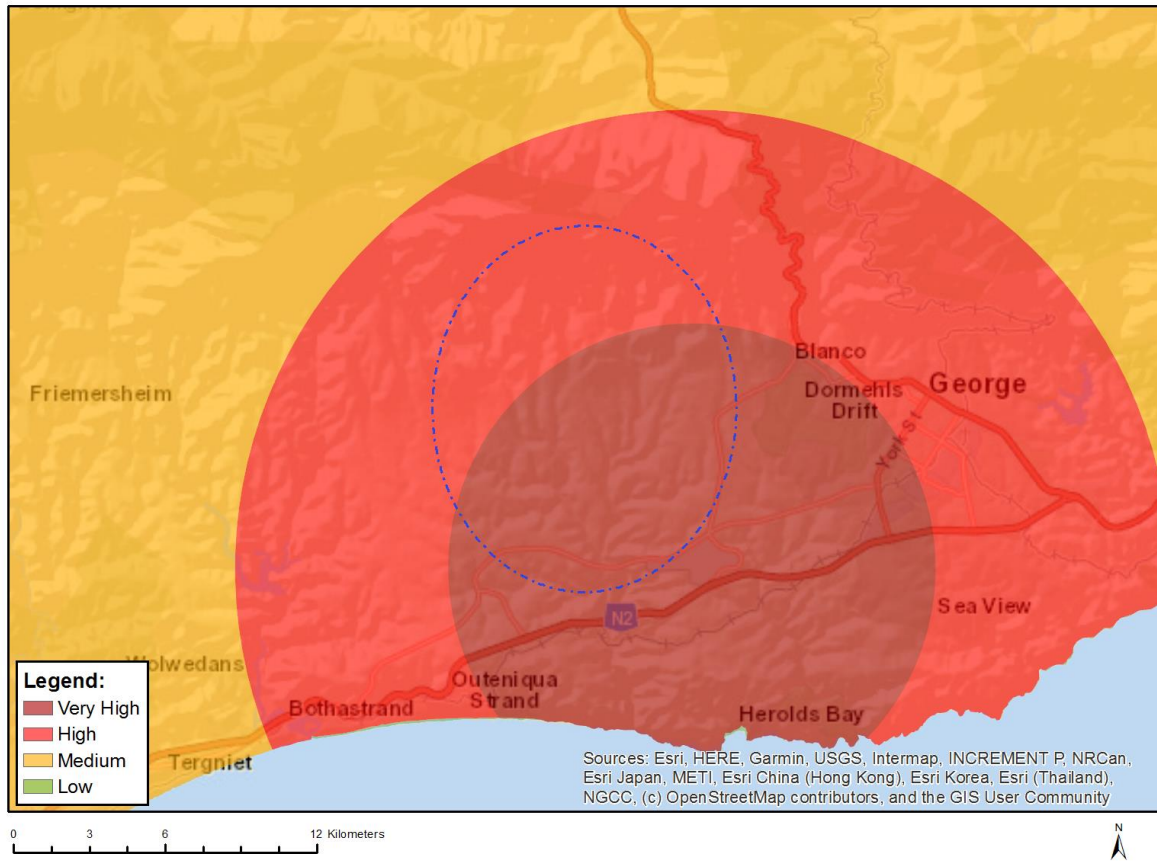 Friemersheim
Blanco
Dormehls
Drift
George
York St
Sea View
N2
Wolwedans
Outeniqua
Strand
Bothastrand
Herolds Bay
Tergniet
Legend:
Very High
High
Medium
Low
Sources: Esri, HERE, Garmin, USGS, Intermap, INCREMENT P, NRCan,
Esri Japan, METI, Esri China (Hong Kong), Esri Korea, Esri (Thailand),
NGCC, (c) OpenStreetMap contributors, and the GIS User Community
0 3 6 12 Kilometers
N